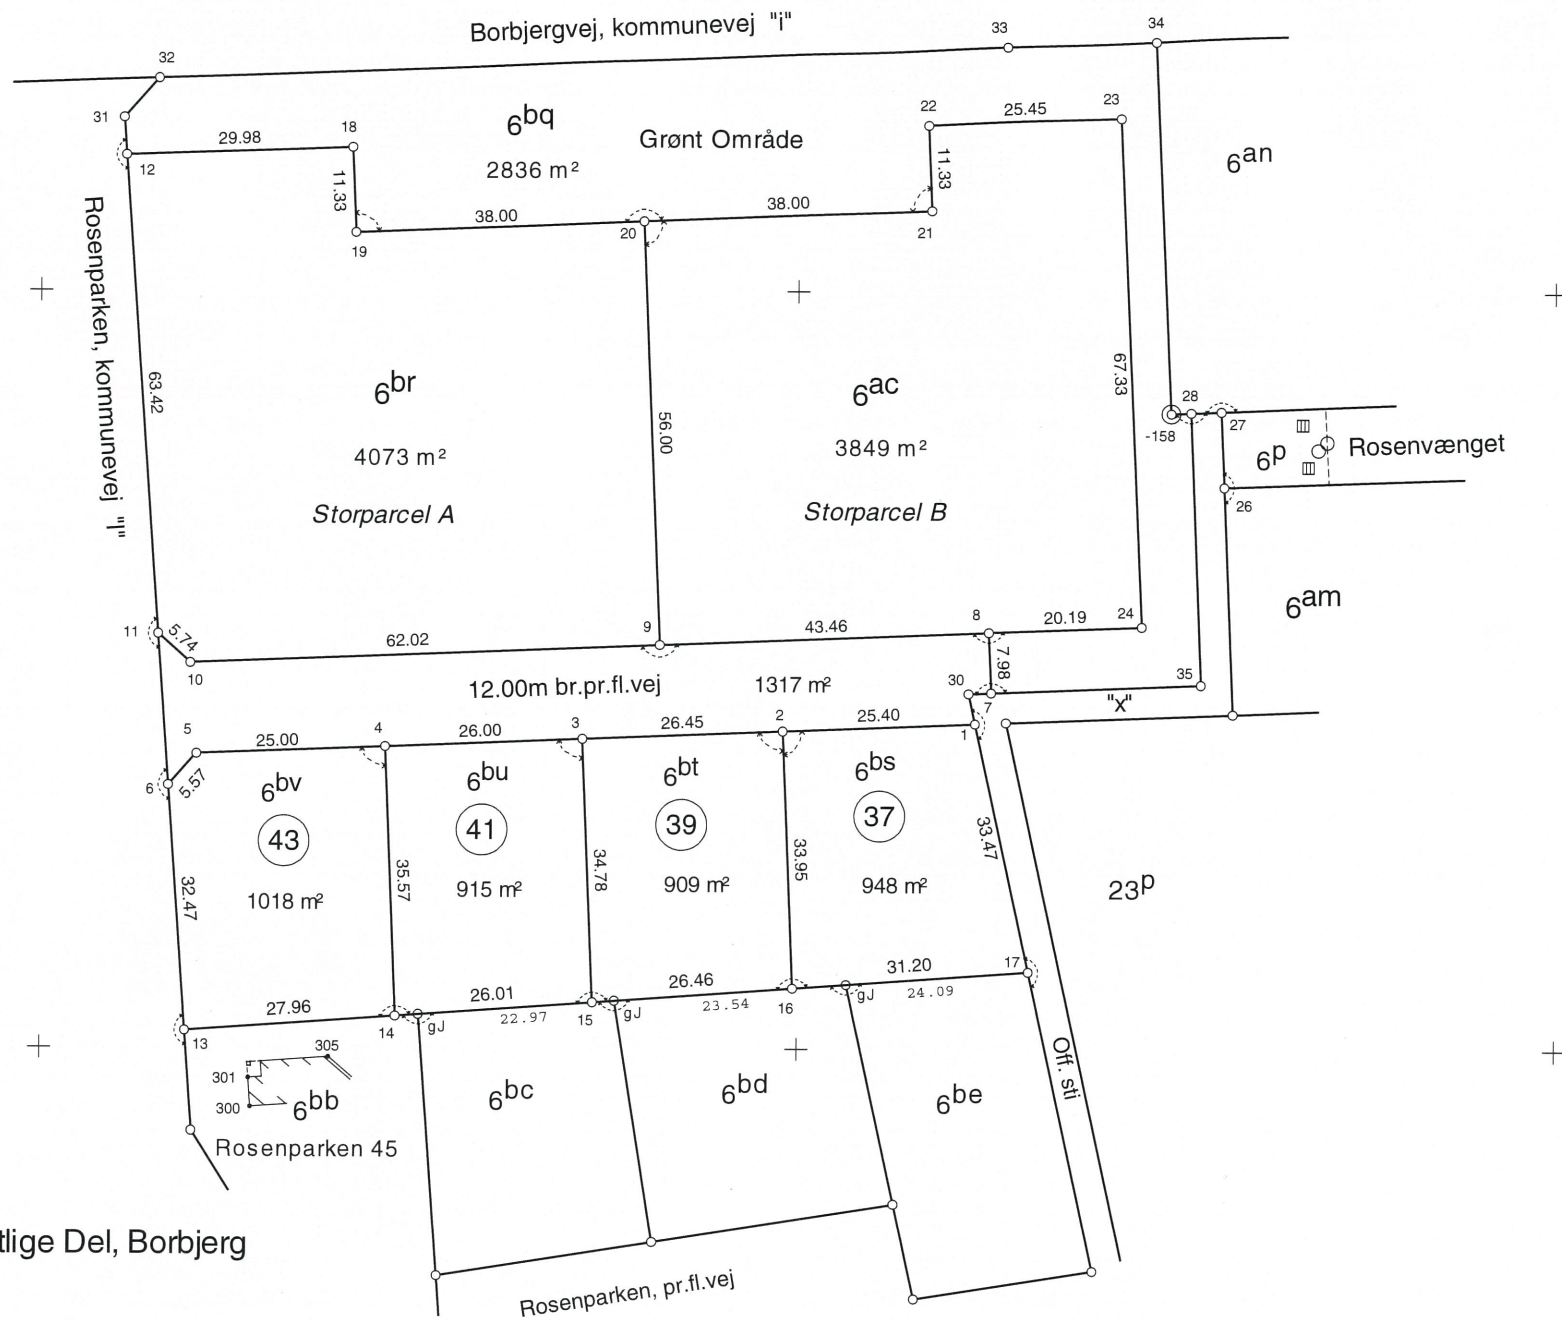 Borbjergvej, kommunevej "i"
33
34
32
31
6bq
Grønt Område
2836 m²
29.98
18
12
11.33
22
25.45
23
11.33
6an
38.00
38.00
19
20
21
Rosenparken, kommunevej "l"
63.42
6br
4073 m²
Storparcel A
56.00
6ac
3849 m²
Storparcel B
67.33
28
-158
27
6p
Rosenvænget
26
6am
11
5.74
10
62.02
9
43.46
8
20.19
24
7.98
12.00m br.pr.fl.vej
1317 m²
30
7
35
"x"
5
25.00
4
26.00
3
26.45
2
25.40
1
6
5.57
6bv
43
1018 m²
6bu
41
915 m²
6bt
39
909 m²
6bs
37
948 m²
32.47
35.57
34.78
33.95
33.47
23p
27.96
26.01
26.46
31.20
17
13
14
gJ
22.97
15
gJ
23.54
16
gJ
24.09
305
301
300
6bb
Rosenparken 45
6bc
6bd
6be
Off. sti
tlige Del, Borbjerg
Rosenparken, pr.fl.vej